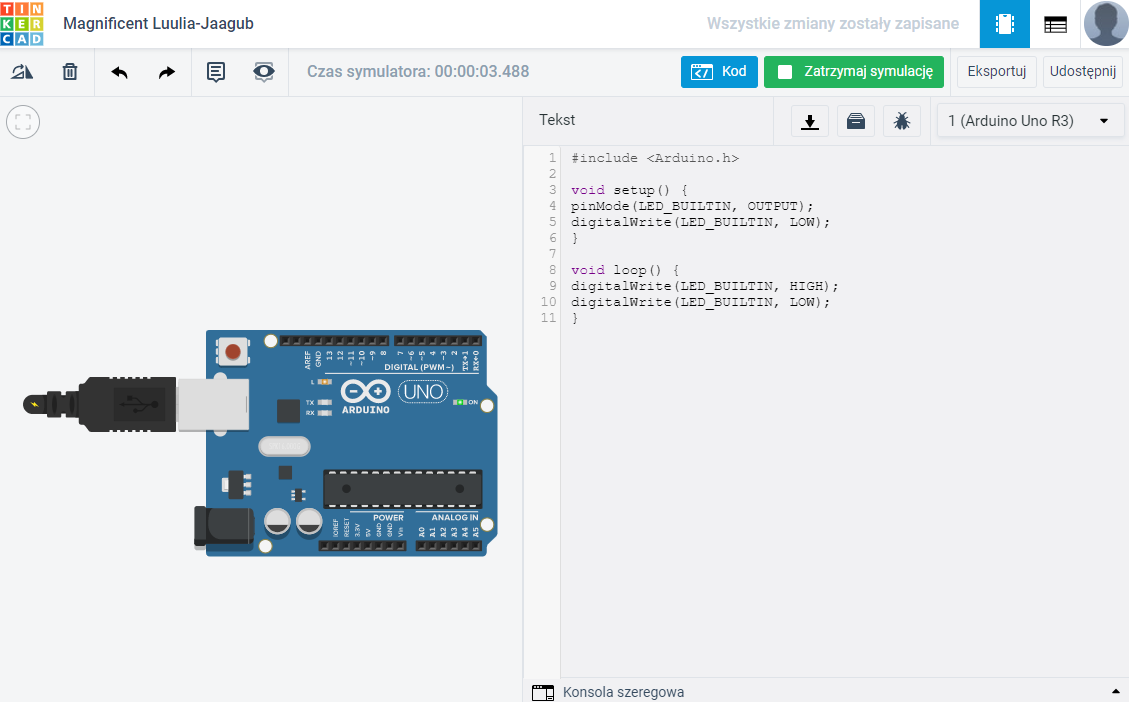 TIN
KER
CAD
Magnificent Luulia-Jaagub
Wszystkie zmiany zostały zapisane
Czas symulatora: 00:00:03.488
Kod
Zatrzymaj symulację
Eksportuj
Udostępnij
Tekst
1 (Arduino Uno R3)
1 #include <Arduino.h>
2
3 void setup() {
4 pinMode(LED_BUILTIN, OUTPUT);
5 digitalWrite(LED_BUILTIN, LOW);
6 }
7
8 void loop() {
9 digitalWrite(LED_BUILTIN, HIGH);
10 digitalWrite(LED_BUILTIN, LOW);
11 }
AREF GND 13 12 ~11 ~10 ~9 8 7 ~6 ~5 4 ~3 2 TX→1 RX←0
DIGITAL (PWM~)
L
UNO
TX
RX
ON
ARDUINO
POWER
ANALOG IN
IOREF RESET 3.3V 5V GND GND Vin A0 A1 A2 A3 A4 A5
Konsola szeregowa